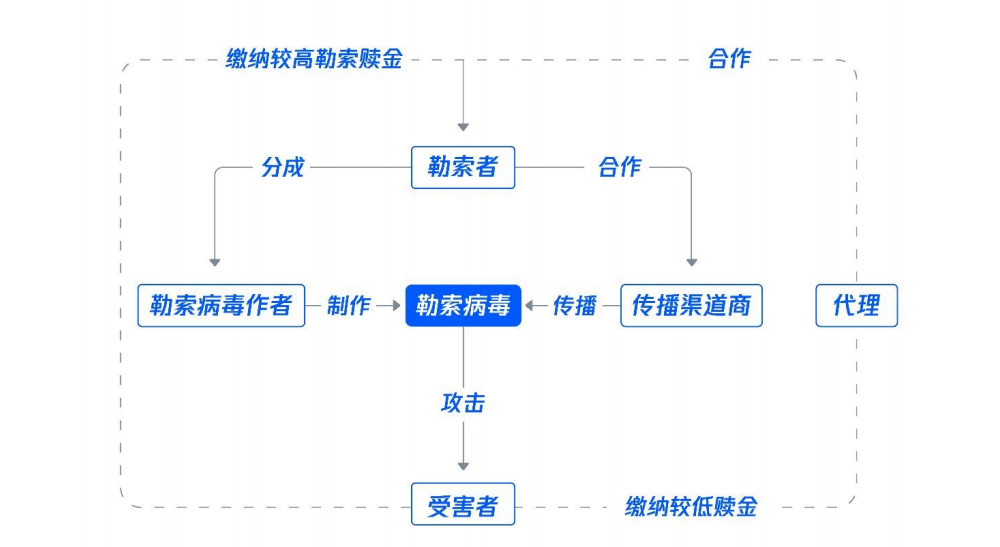 缴纳较高勒索赎金
合作
分成
勒索者
合作
勒索病毒作者
制作
勒索病毒
传播
传播渠道商
代理
攻击
受害者
缴纳较低赎金